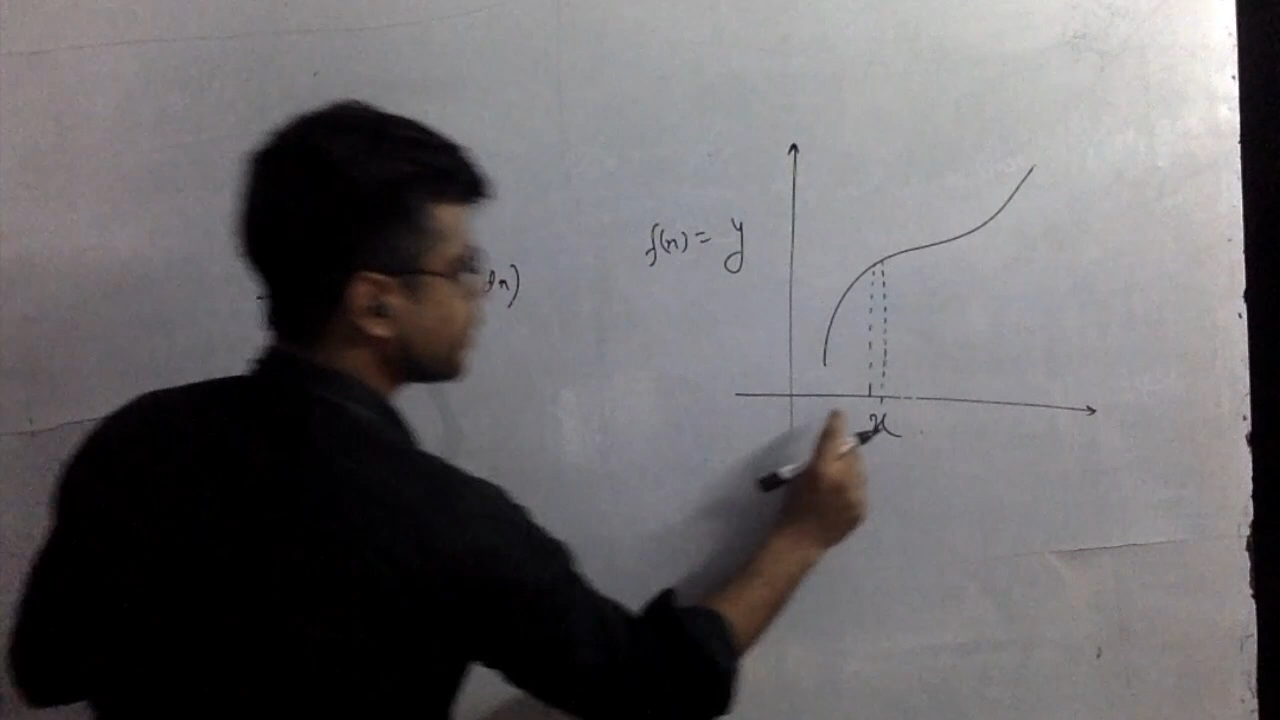 f(x) = y
x